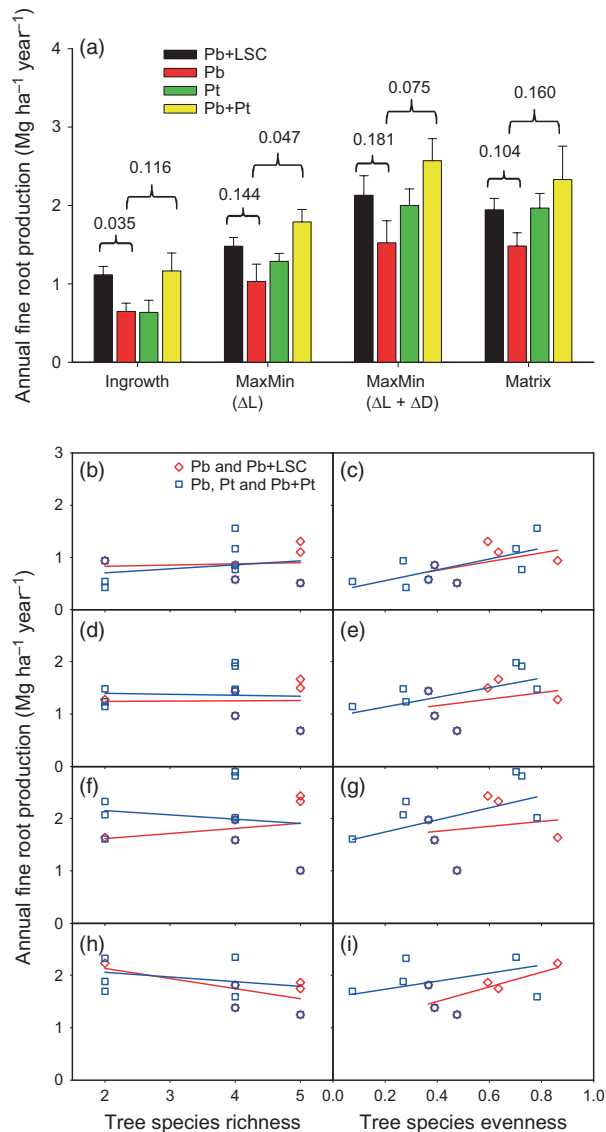 (a)
Pb+LSC
Pb
Pt
Pb+Pt
Annual fine root production (Mg ha⁻¹ year⁻¹)
4
3
2
1
0
0.035
0.116
0.144
0.047
0.181
0.075
0.104
0.160
Ingrowth
MaxMin
(ΔL)
MaxMin
(ΔL + ΔD)
Matrix
Annual fine root production (Mg ha⁻¹ year⁻¹)
(b)
Pb and Pb+LSC
Pb, Pt and Pb+Pt
(c)
3
2
1
0
(d)
(e)
2
1
0
(f)
(g)
2
1
0
(h)
(i)
2
1
0
2 3 4 5
0.0 0.2 0.4 0.6 0.8 1.0
Tree species richness
Tree species evenness